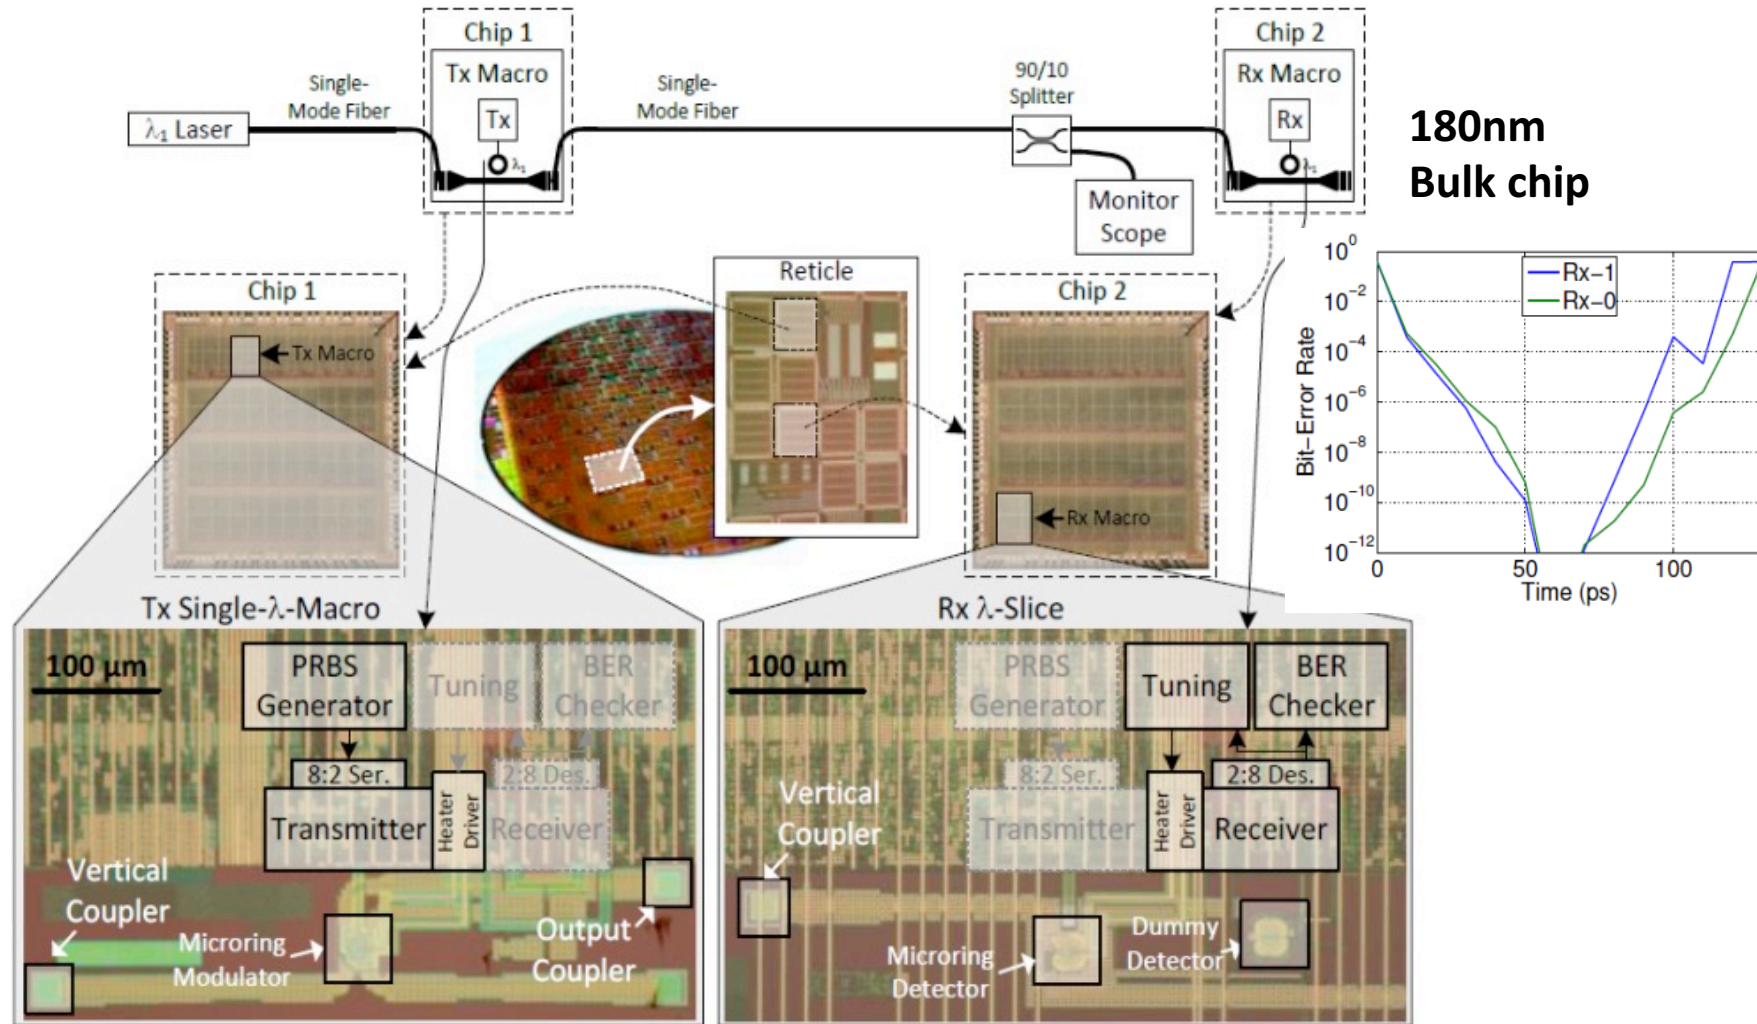 Chip 1
Tx Macro
Tx
λ1
Single-
Mode Fiber
λ1 Laser
Single-
Mode Fiber
90/10
Splitter
Monitor
Scope
Chip 2
Rx Macro
Rx
λ1
180nm
Bulk chip
Chip 1
Tx Macro
Reticle
Chip 2
Rx Macro
Rx-1
Rx-0
Bit-Error Rate
10^0
10^-2
10^-4
10^-6
10^-8
10^-10
10^-12
0
50
100
Time (ps)
Tx Single-λ-Macro
100 µm
PRBS
Generator
Tuning
BER
Checker
8:2 Ser.
2:8 Des.
Transmitter
Heater
Driver
Receiver
Vertical
Coupler
Microring
Modulator
Output
Coupler
Rx λ-Slice
100 µm
PRBS
Generator
Tuning
BER
Checker
8:2 Ser.
2:8 Des.
Transmitter
Heater
Driver
Receiver
Vertical
Coupler
Microring
Detector
Dummy
Detector